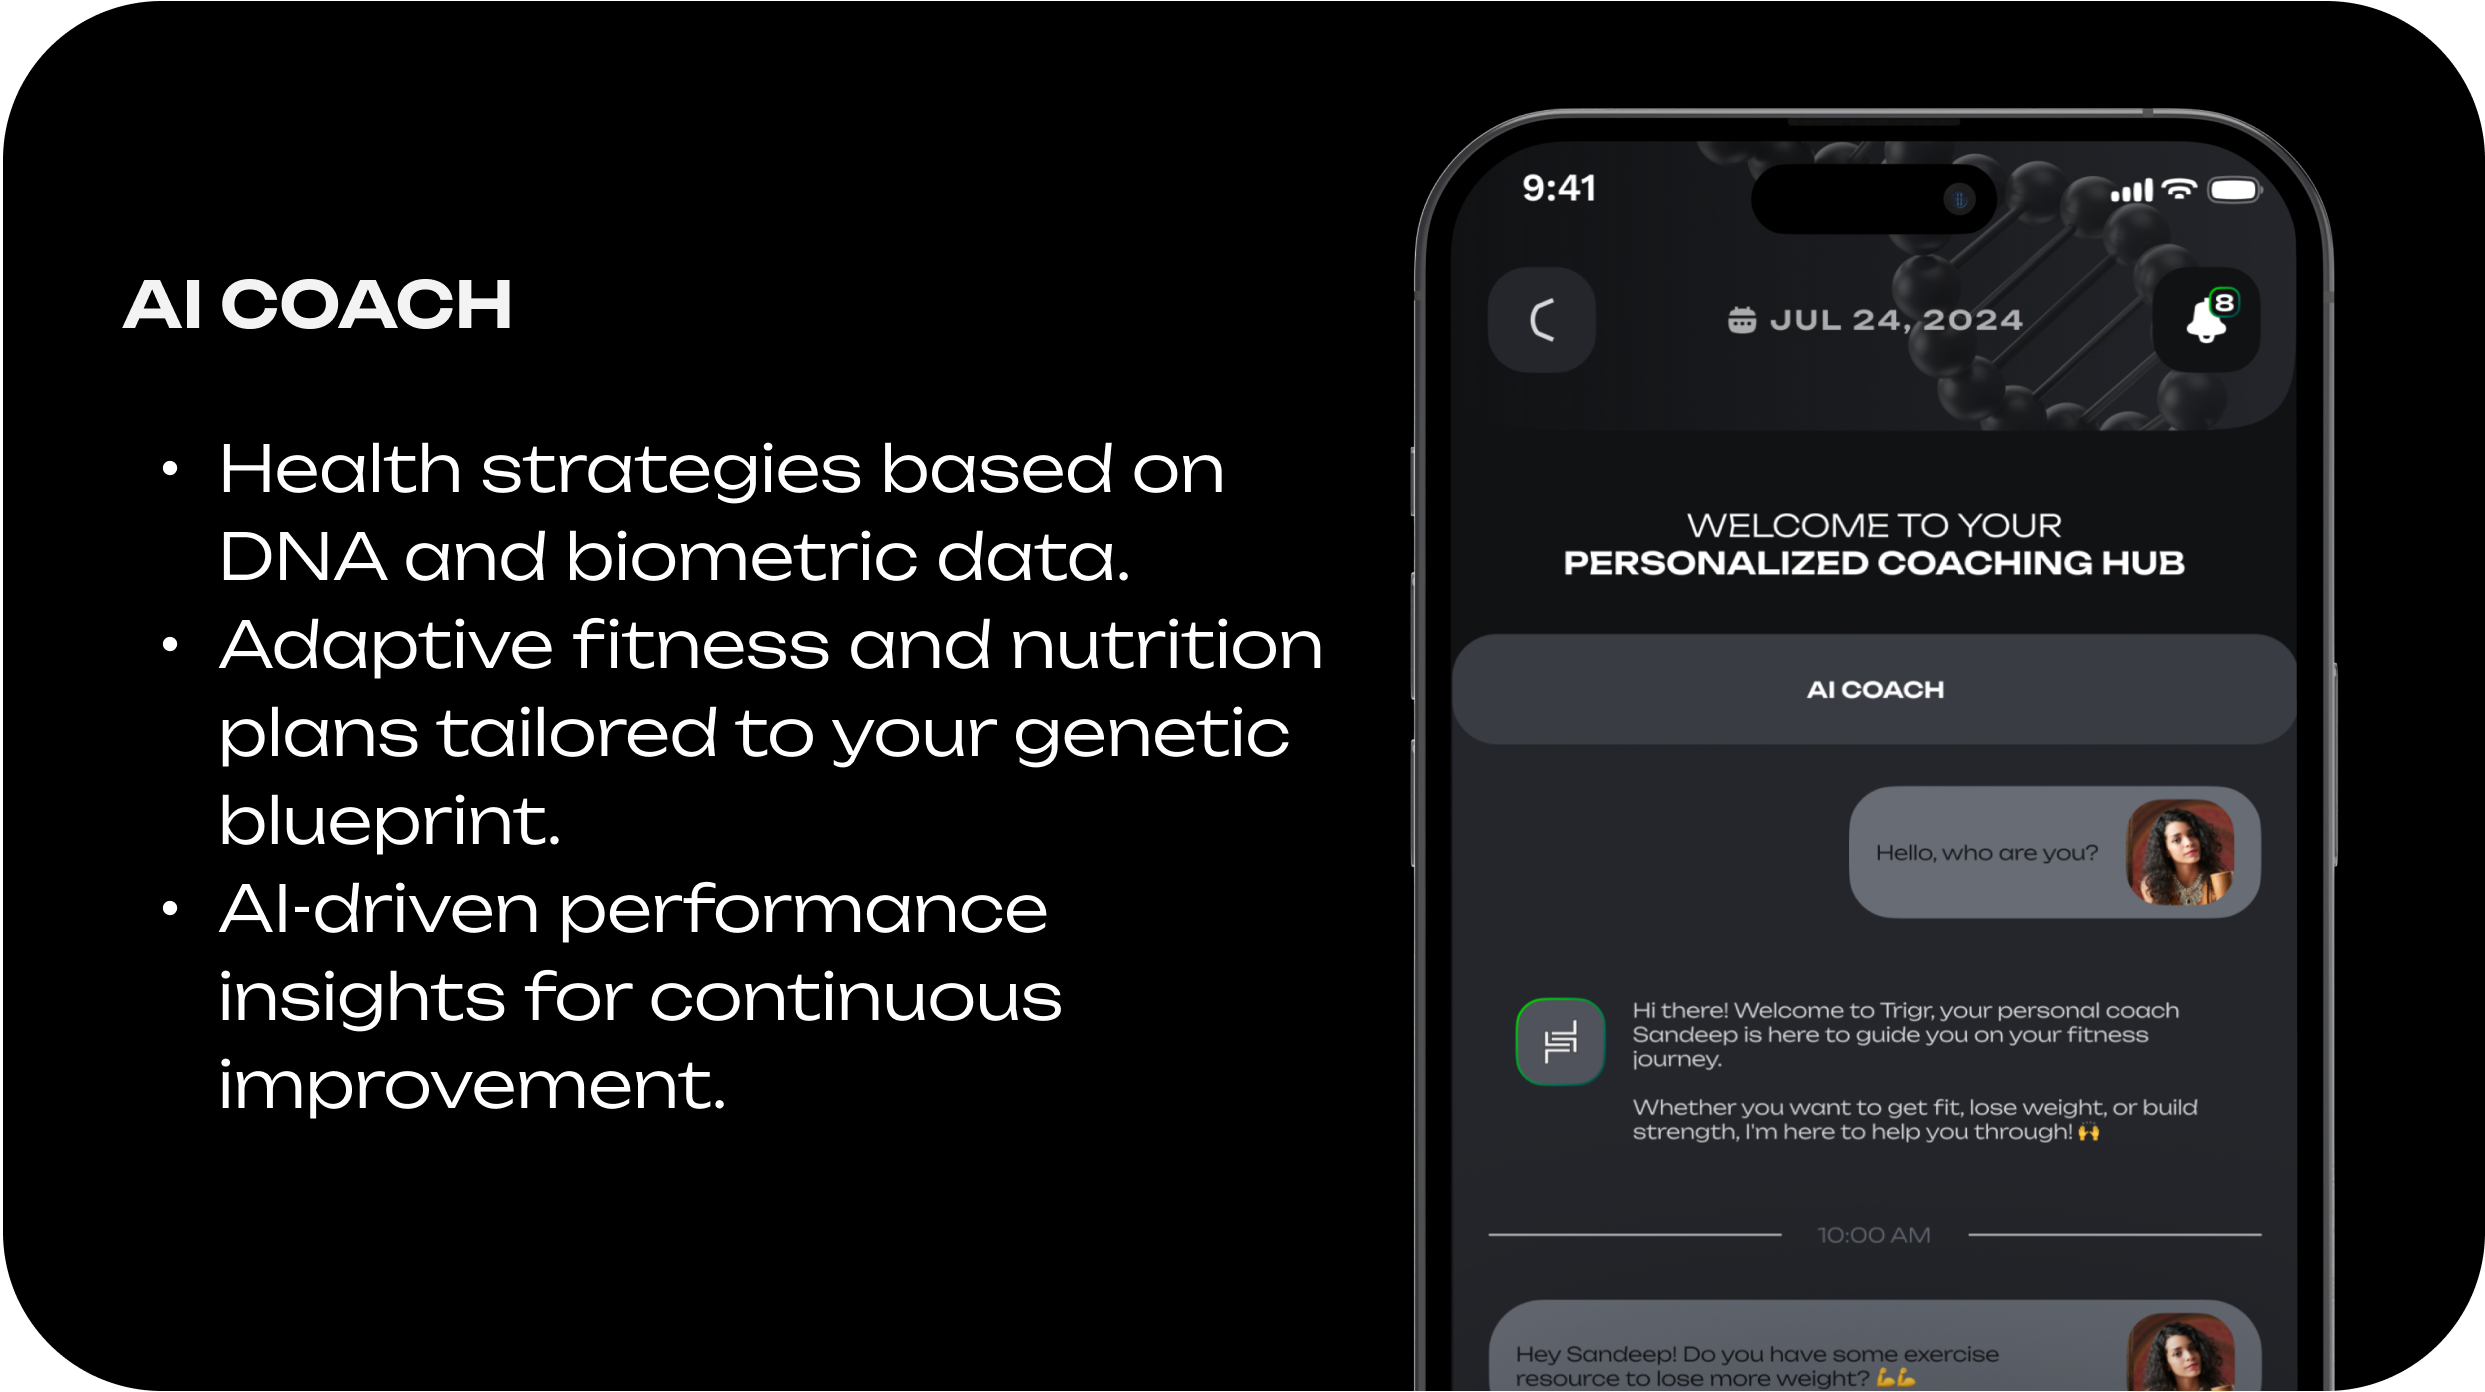 AI COACH
• Health strategies based on
DNA and biometric data.
• Adaptive fitness and nutrition
plans tailored to your genetic
blueprint.
• AI-driven performance
insights for continuous
improvement.
9:41
JUL 24, 2024
8
WELCOME TO YOUR
PERSONALIZED COACHING HUB
AI COACH
Hello, who are you?
Hi there! Welcome to Trigr, your personal coach
Sandeep is here to guide you on your fitness
journey.
Whether you want to get fit, lose weight, or build
strength, I'm here to help you through! 🙌
10:00 AM
Hey Sandeep! Do you have some exercise
resource to lose more weight? 💪💪